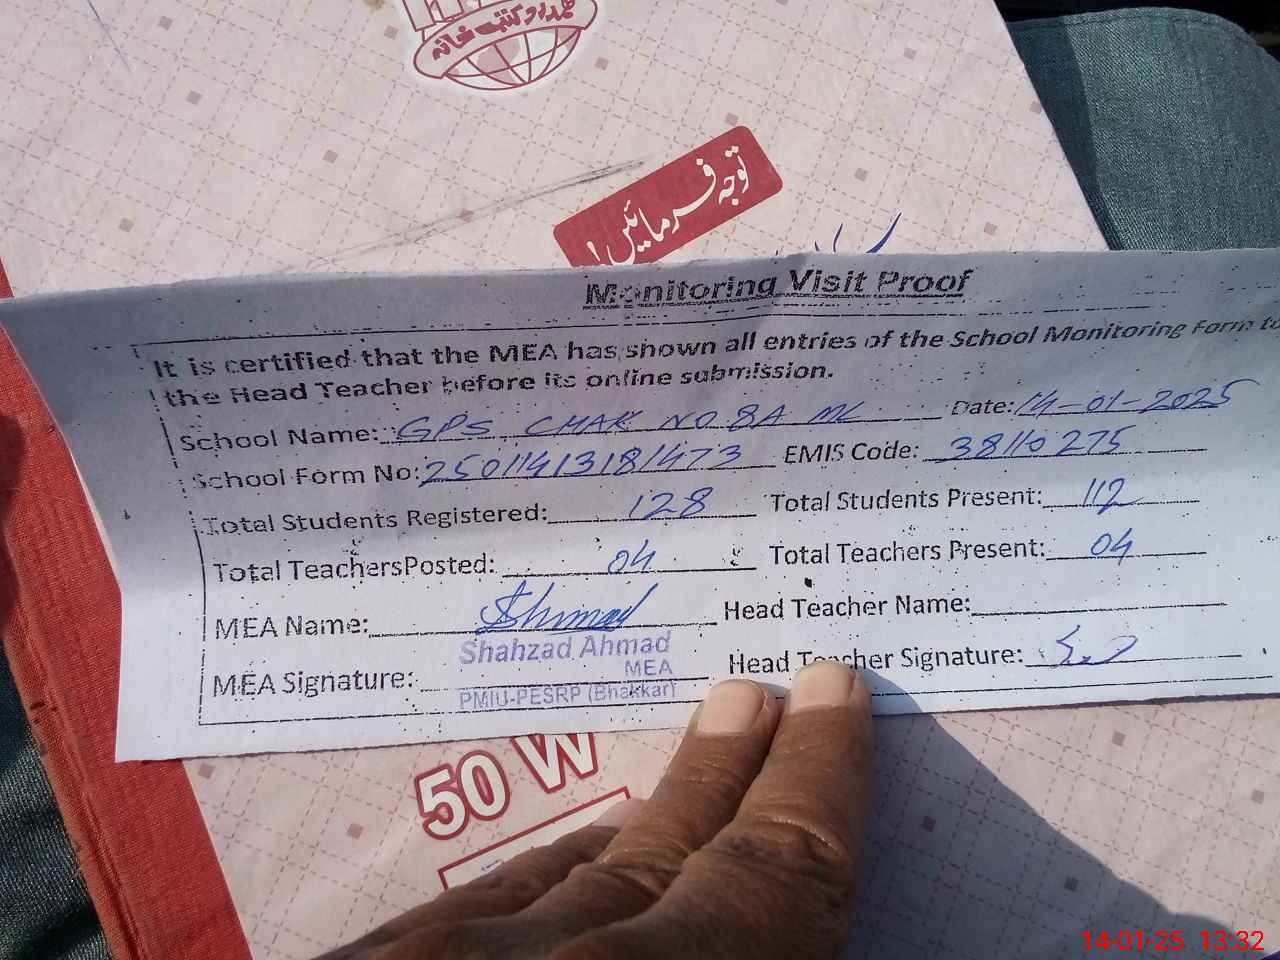 ہمدرد کتب خانہ
توجہ فرمائیں!
Monitoring Visit Proof
It is certified that the MEA has shown all entries of the School Monitoring Form to
the Head Teacher before its online submission.
School Name: GPS CHAK NO 8A ML Date: 14-01-2025
School Form No: 25011413181473 EMIS Code: 38110275
Total Students Registered: 128 Total Students Present: 112
Total TeachersPosted: 04 Total Teachers Present: 04
MEA Name: Shmad Head Teacher Name:
Shahzad Ahmad
MEA
MEA Signature: Head Teacher Signature:
PMIU-PESRP (Bhakkar)
50 W
14-01-25 13:32